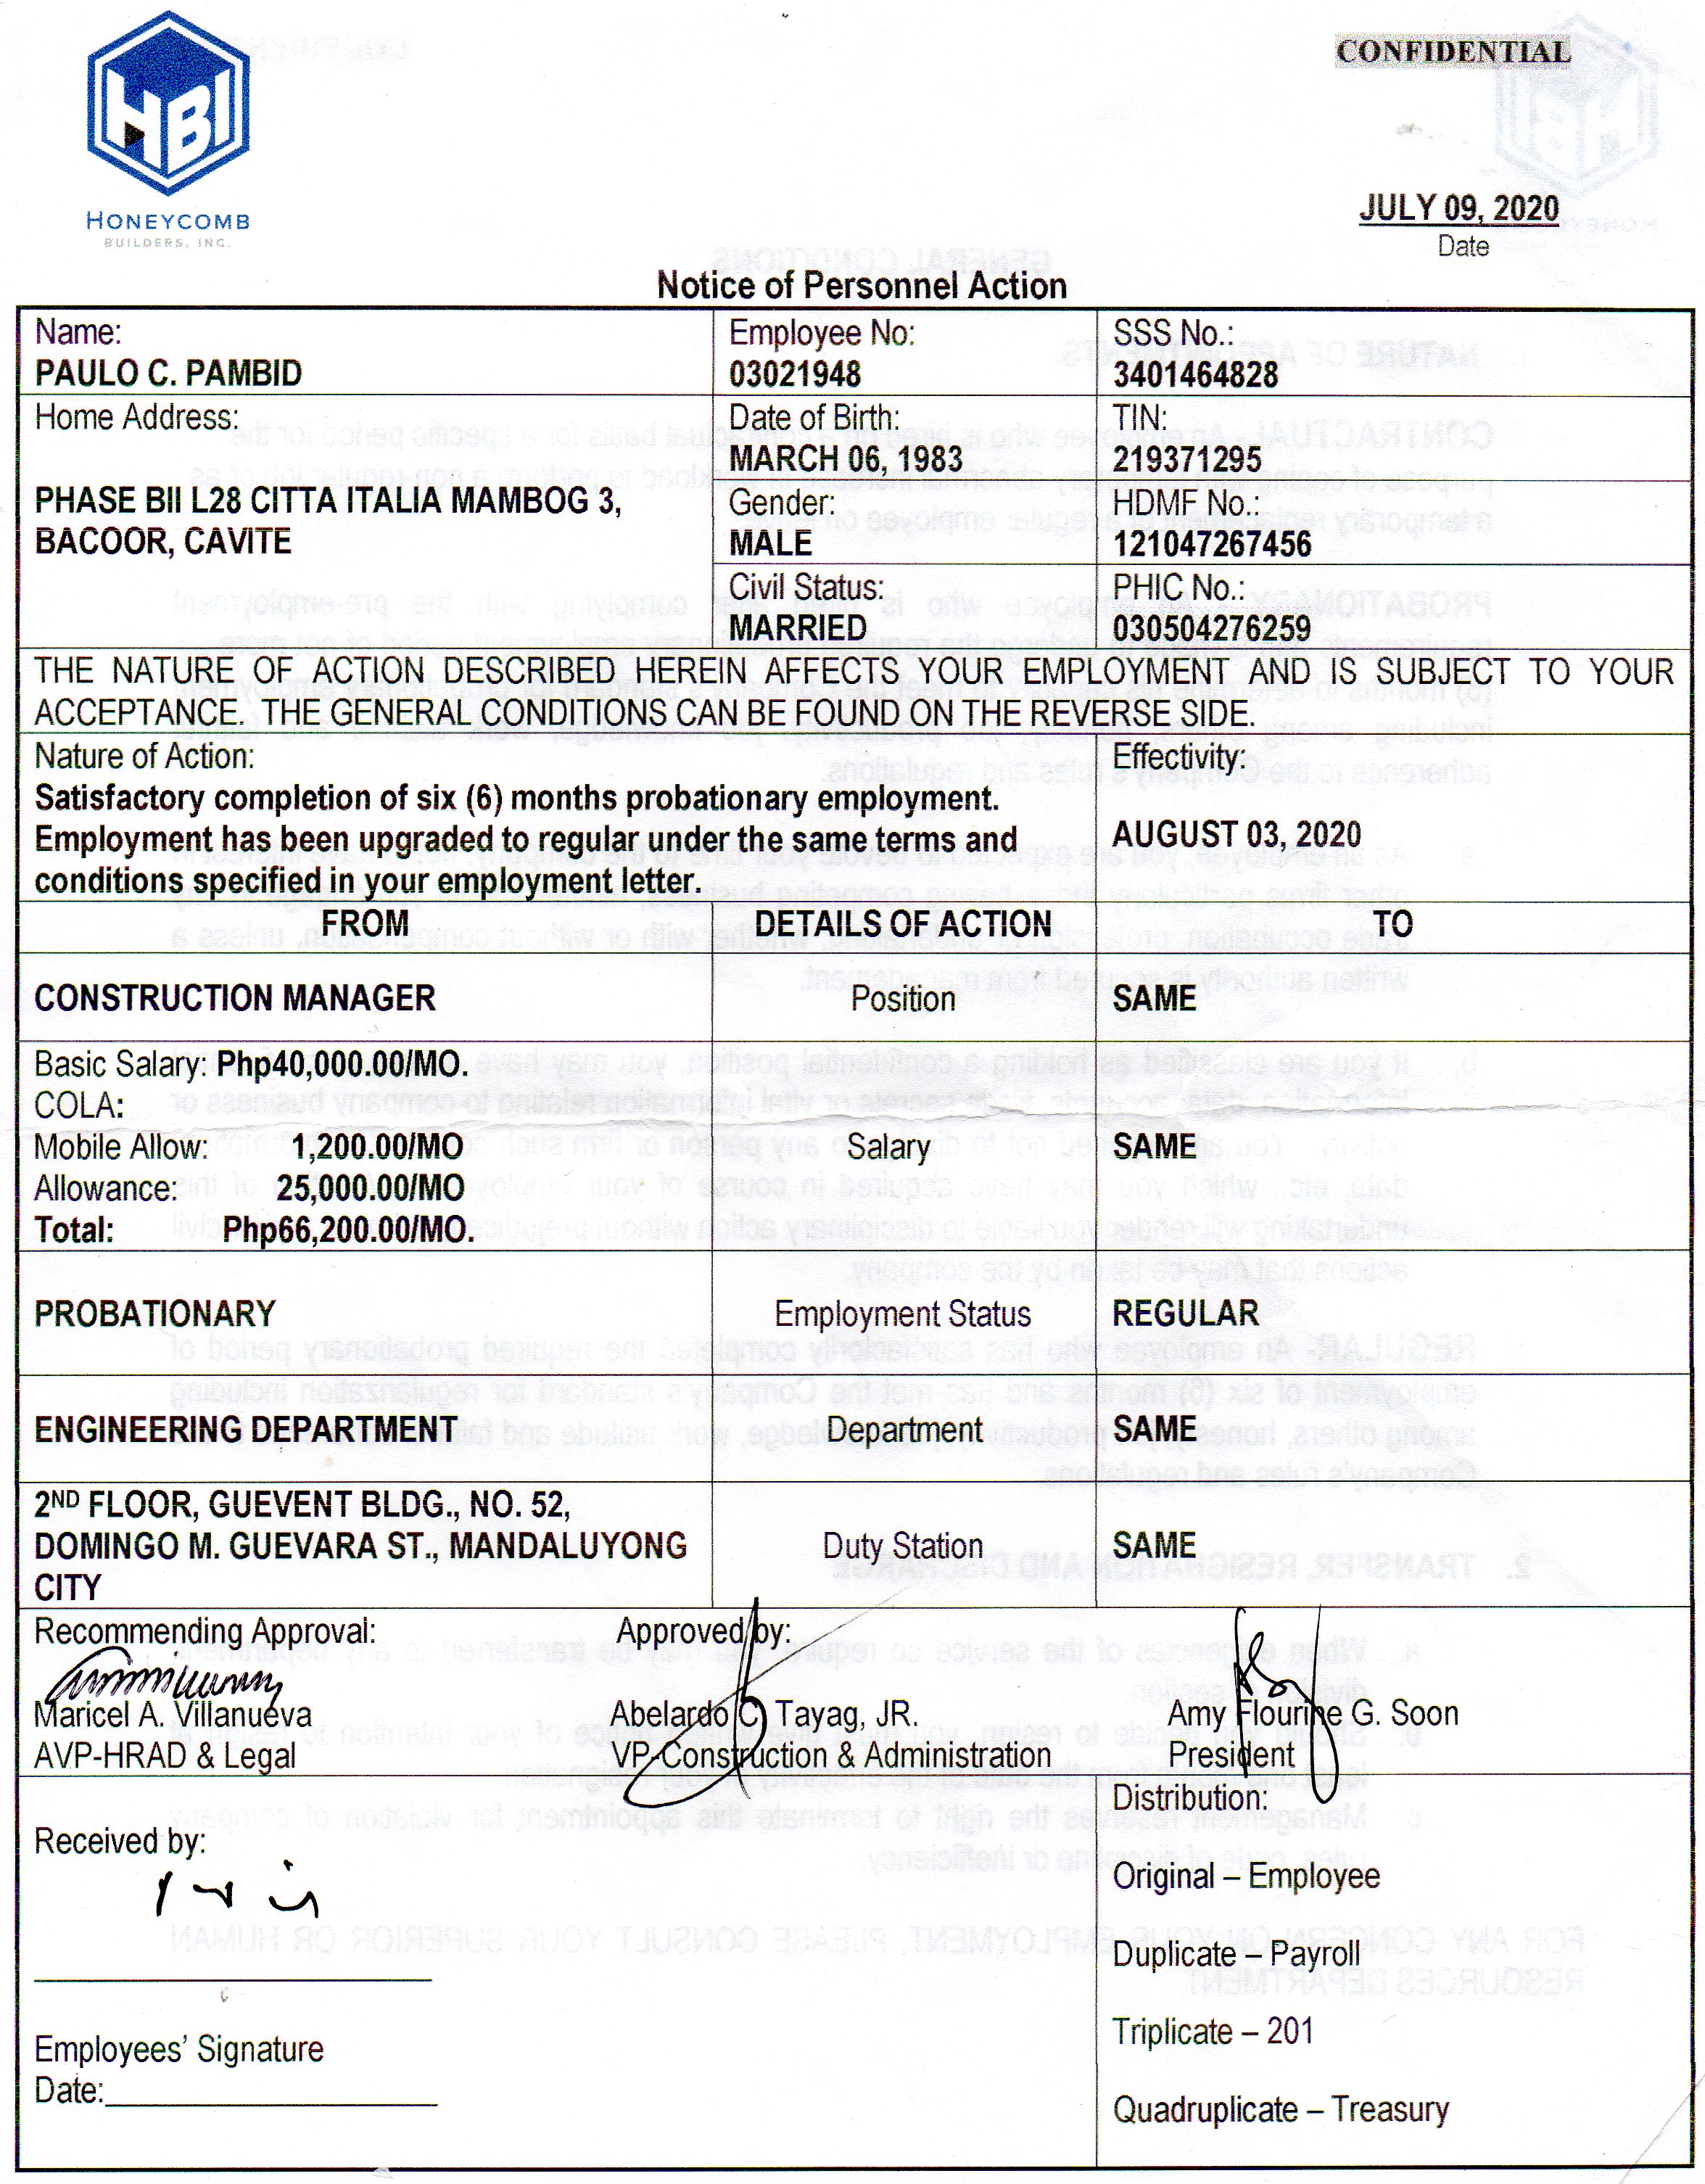 HBI
HONEYCOMB
BUILDERS, INC.
CONFIDENTIAL
JULY 09, 2020
Date
Notice of Personnel Action
Name:
PAULO C. PAMBID
Employee No:
03021948
SSS No.:
3401464828
Home Address:
PHASE BII L28 CITTA ITALIA MAMBOG 3,
BACOOR, CAVITE
Date of Birth:
MARCH 06, 1983
TIN:
219371295
Gender:
MALE
HDMF No.:
121047267456
Civil Status:
MARRIED
PHIC No.:
030504276259
THE NATURE OF ACTION DESCRIBED HEREIN AFFECTS YOUR EMPLOYMENT AND IS SUBJECT TO YOUR
ACCEPTANCE. THE GENERAL CONDITIONS CAN BE FOUND ON THE REVERSE SIDE.
Nature of Action:
Satisfactory completion of six (6) months probationary employment.
Employment has been upgraded to regular under the same terms and
conditions specified in your employment letter.
Effectivity:
AUGUST 03, 2020
FROM DETAILS OF ACTION TO
CONSTRUCTION MANAGER Position SAME
Basic Salary: Php40,000.00/MO.
COLA:
Mobile Allow: 1,200.00/MO
Allowance: 25,000.00/MO
Total: Php66,200.00/MO.
Salary
SAME
PROBATIONARY Employment Status REGULAR
ENGINEERING DEPARTMENT Department SAME
2ND FLOOR, GUEVENT BLDG., NO. 52,
DOMINGO M. GUEVARA ST., MANDALUYONG
CITY
Duty Station
SAME
Recommending Approval:
Maricel A. Villanueva
AVP-HRAD & Legal
Approved by:
Abelardo C. Tayag, JR.
VP-Construction & Administration
Amy Flourine G. Soon
President
Received by:
Employees' Signature
Date:
Distribution:
Original – Employee
Duplicate – Payroll
Triplicate – 201
Quadruplicate – Treasury